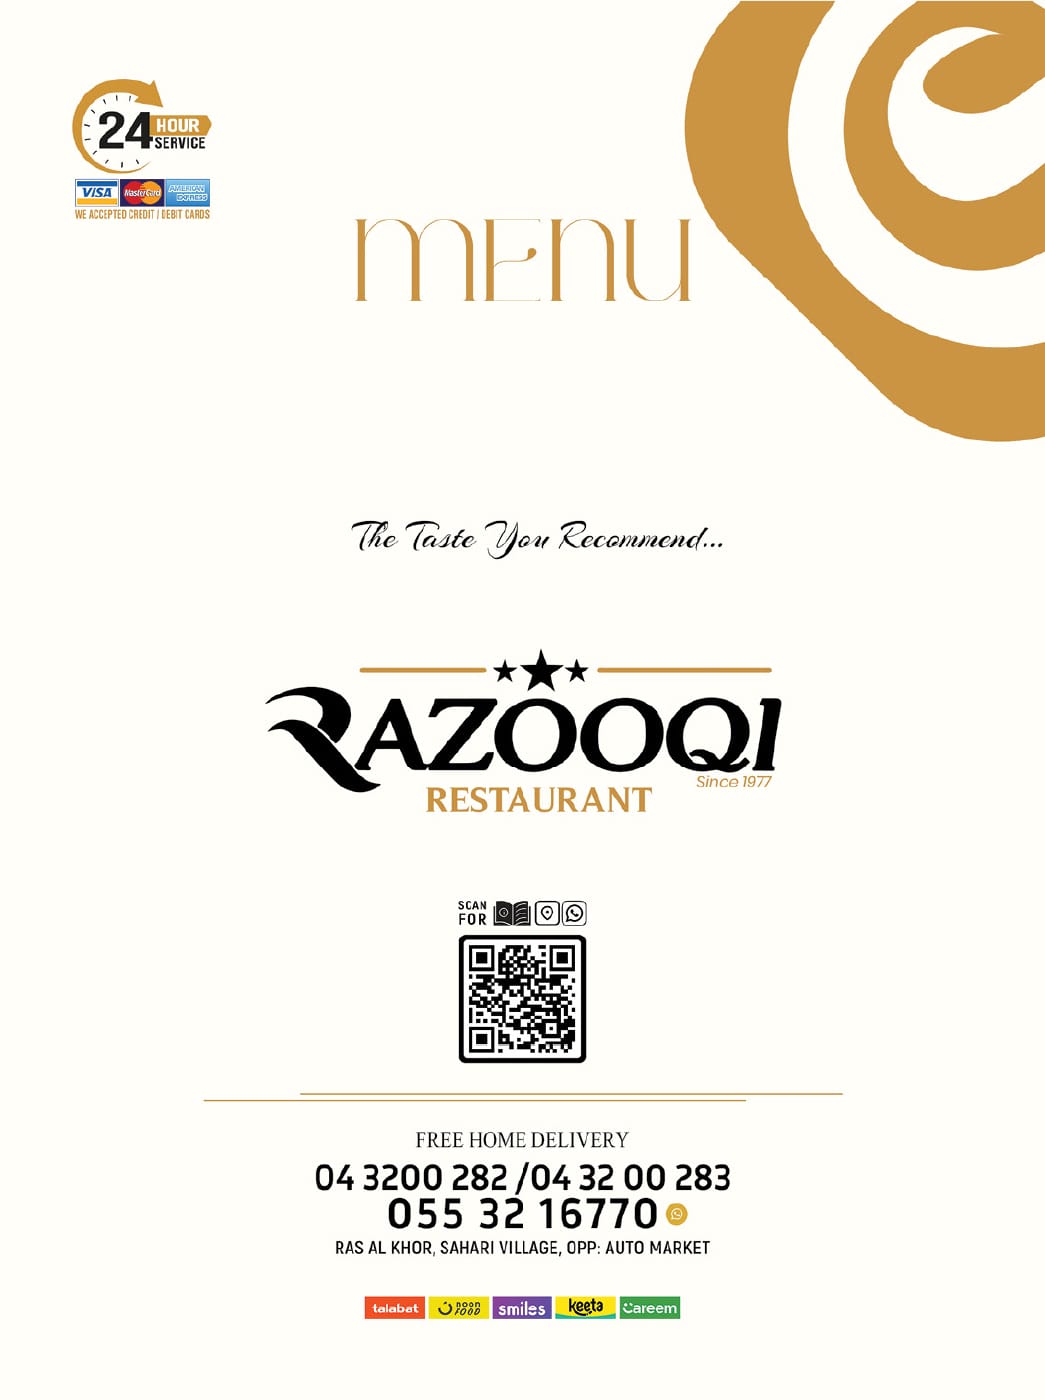 24 HOUR
SERVICE
VISA MasterCard AMERICAN EXPRESS
WE ACCEPTED CREDIT / DEBIT CARDS
MENU
The Taste You Recommend...
RAZOOQI
Since 1977
RESTAURANT
SCAN
FOR
FREE HOME DELIVERY
04 3200 282 /04 32 00 283
055 32 16770
RAS AL KHOR, SAHARI VILLAGE, OPP: AUTO MARKET
talabat noon FOOD smiles keeta Careem